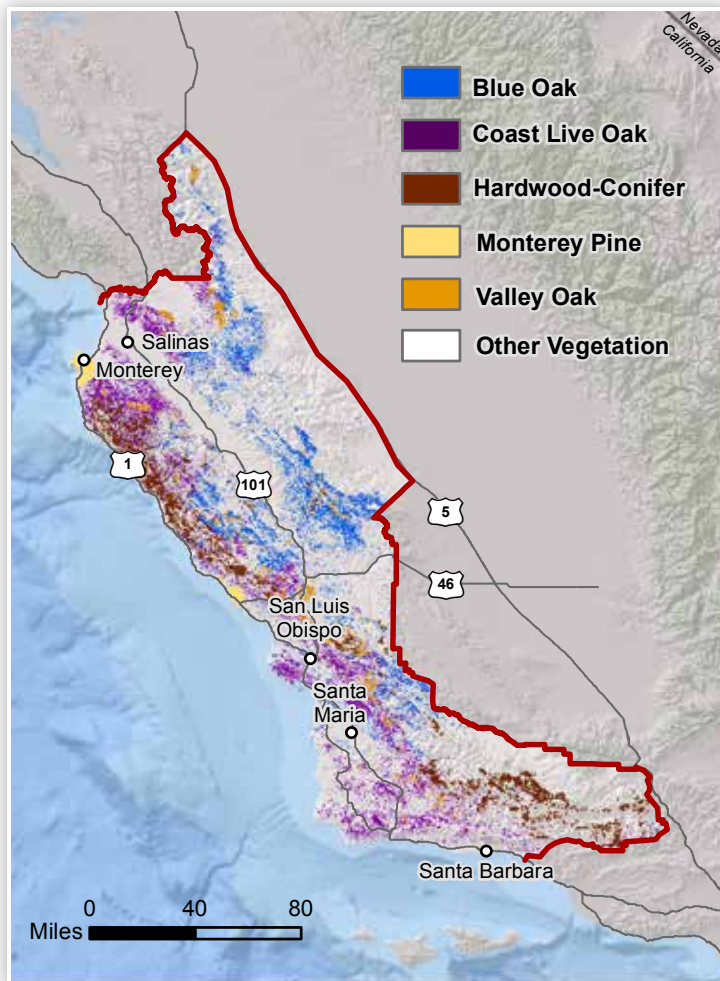 Nevada
California
Blue Oak
Coast Live Oak
Hardwood-Conifer
Monterey Pine
Valley Oak
Other Vegetation
Salinas
Monterey
1
101
5
46
San Luis
Obispo
Santa
Maria
Santa Barbara
0 40 80
Miles